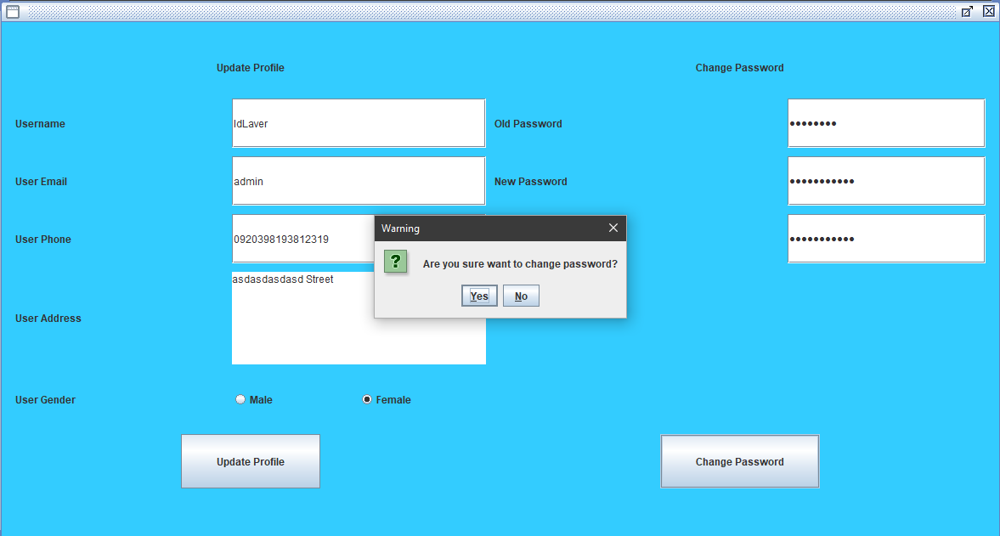 Update Profile
Change Password
Username
IdLaver
Old Password
••••••••
User Email
admin
New Password
•••••••••••
User Phone
0920398193812319
•••••••••••
Warning
? Are you sure want to change password?
Yes No
User Address
asdasdasdasd Street
User Gender
Male Female
Update Profile
Change Password